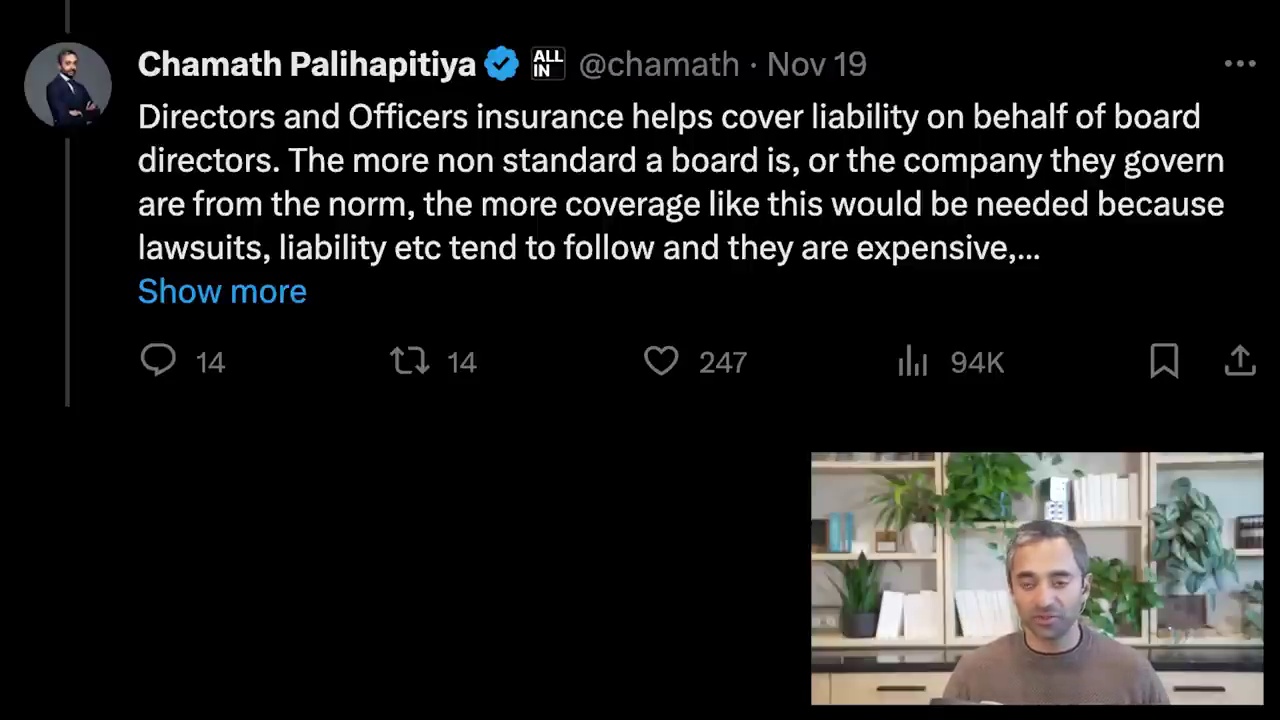 Chamath Palihapitiya ALL IN @chamath · Nov 19
Directors and Officers insurance helps cover liability on behalf of board
directors. The more non standard a board is, or the company they govern
are from the norm, the more coverage like this would be needed because
lawsuits, liability etc tend to follow and they are expensive,...
Show more
14 14 247 94K